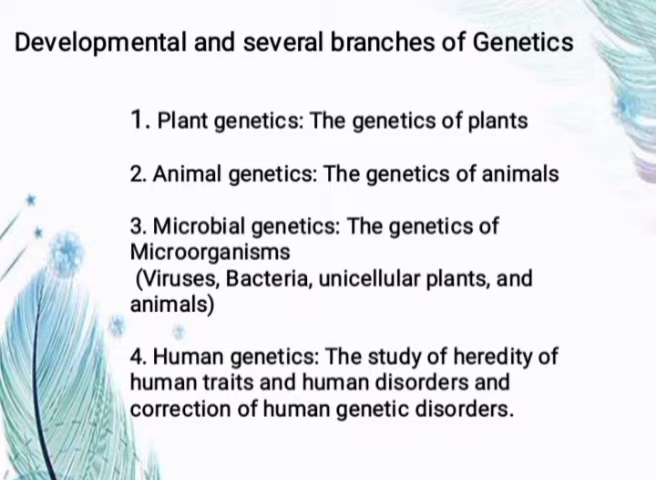 Developmental and several branches of Genetics
1. Plant genetics: The genetics of plants
2. Animal genetics: The genetics of animals
3. Microbial genetics: The genetics of
Microorganisms
(Viruses, Bacteria, unicellular plants, and
animals)
4. Human genetics: The study of heredity of
human traits and human disorders and
correction of human genetic disorders.